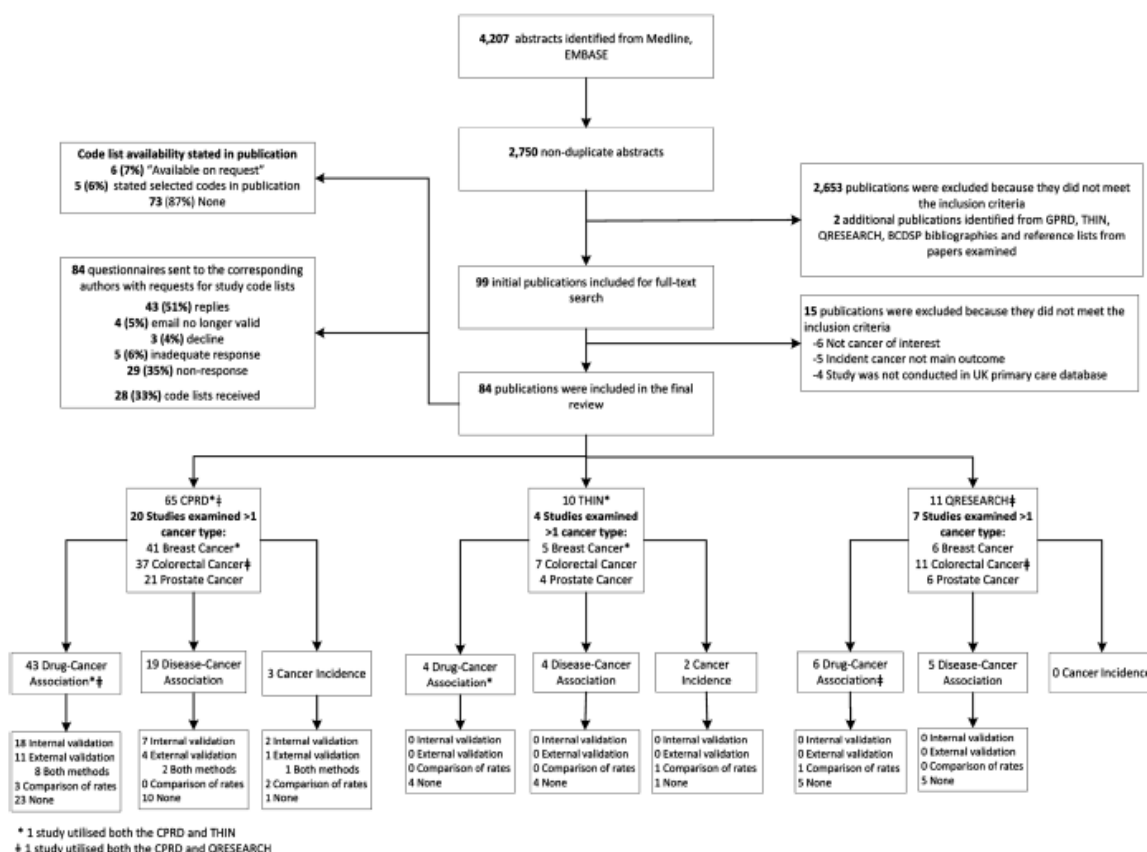 4,207 abstracts identified from Medline,
EMBASE
2,750 non-duplicate abstracts
Code list availability stated in publication
6 (7%) "Available on request"
5 (6%) stated selected codes in publication
73 (87%) None
2,653 publications were excluded because they did not meet
the inclusion criteria
2 additional publications identified from GPRD, THIN,
QRESEARCH, BCDSP bibliographies and reference lists from
papers examined
84 questionnaires sent to the corresponding
authors with requests for study code lists
43 (51%) replies
4 (5%) email no longer valid
3 (4%) decline
5 (6%) inadequate response
29 (35%) non-response
28 (33%) code lists received
99 initial publications included for full-text
search
15 publications were excluded because they did not meet the
inclusion criteria
-6 Not cancer of interest
-5 Incident cancer not main outcome
-4 Study was not conducted in UK primary care database
84 publications were included in the final
review
65 CPRD*ǂ
20 Studies examined >1
cancer type:
41 Breast Cancer*
37 Colorectal Cancerǂ
21 Prostate Cancer
10 THIN*
4 Studies examined
>1 cancer type:
5 Breast Cancer*
7 Colorectal Cancer
4 Prostate Cancer
11 QRESEARCHǂ
7 Studies examined >1
cancer type:
6 Breast Cancer
11 Colorectal Cancerǂ
6 Prostate Cancer
43 Drug-Cancer
Association*ǂ
19 Disease-Cancer
Association
3 Cancer Incidence
4 Drug-Cancer
Association*
4 Disease-Cancer
Association
2 Cancer
Incidence
6 Drug-Cancer
Associationǂ
5 Disease-Cancer
Association
0 Cancer Incidence
18 Internal validation
11 External validation
8 Both methods
3 Comparison of rates
23 None
7 Internal validation
4 External validation
2 Both methods
0 Comparison of rates
10 None
2 Internal validation
1 External validation
1 Both methods
2 Comparison of rates
1 None
0 Internal validation
0 External validation
0 Comparison of rates
4 None
0 Internal validation
0 External validation
0 Comparison of rates
4 None
0 Internal validation
0 External validation
1 Comparison of rates
1 None
0 Internal validation
0 External validation
1 Comparison of rates
5 None
0 Internal validation
0 External validation
0 Comparison of rates
5 None
* 1 study utilised both the CPRD and THIN
ǂ 1 study utilised both the CPRD and QRESEARCH